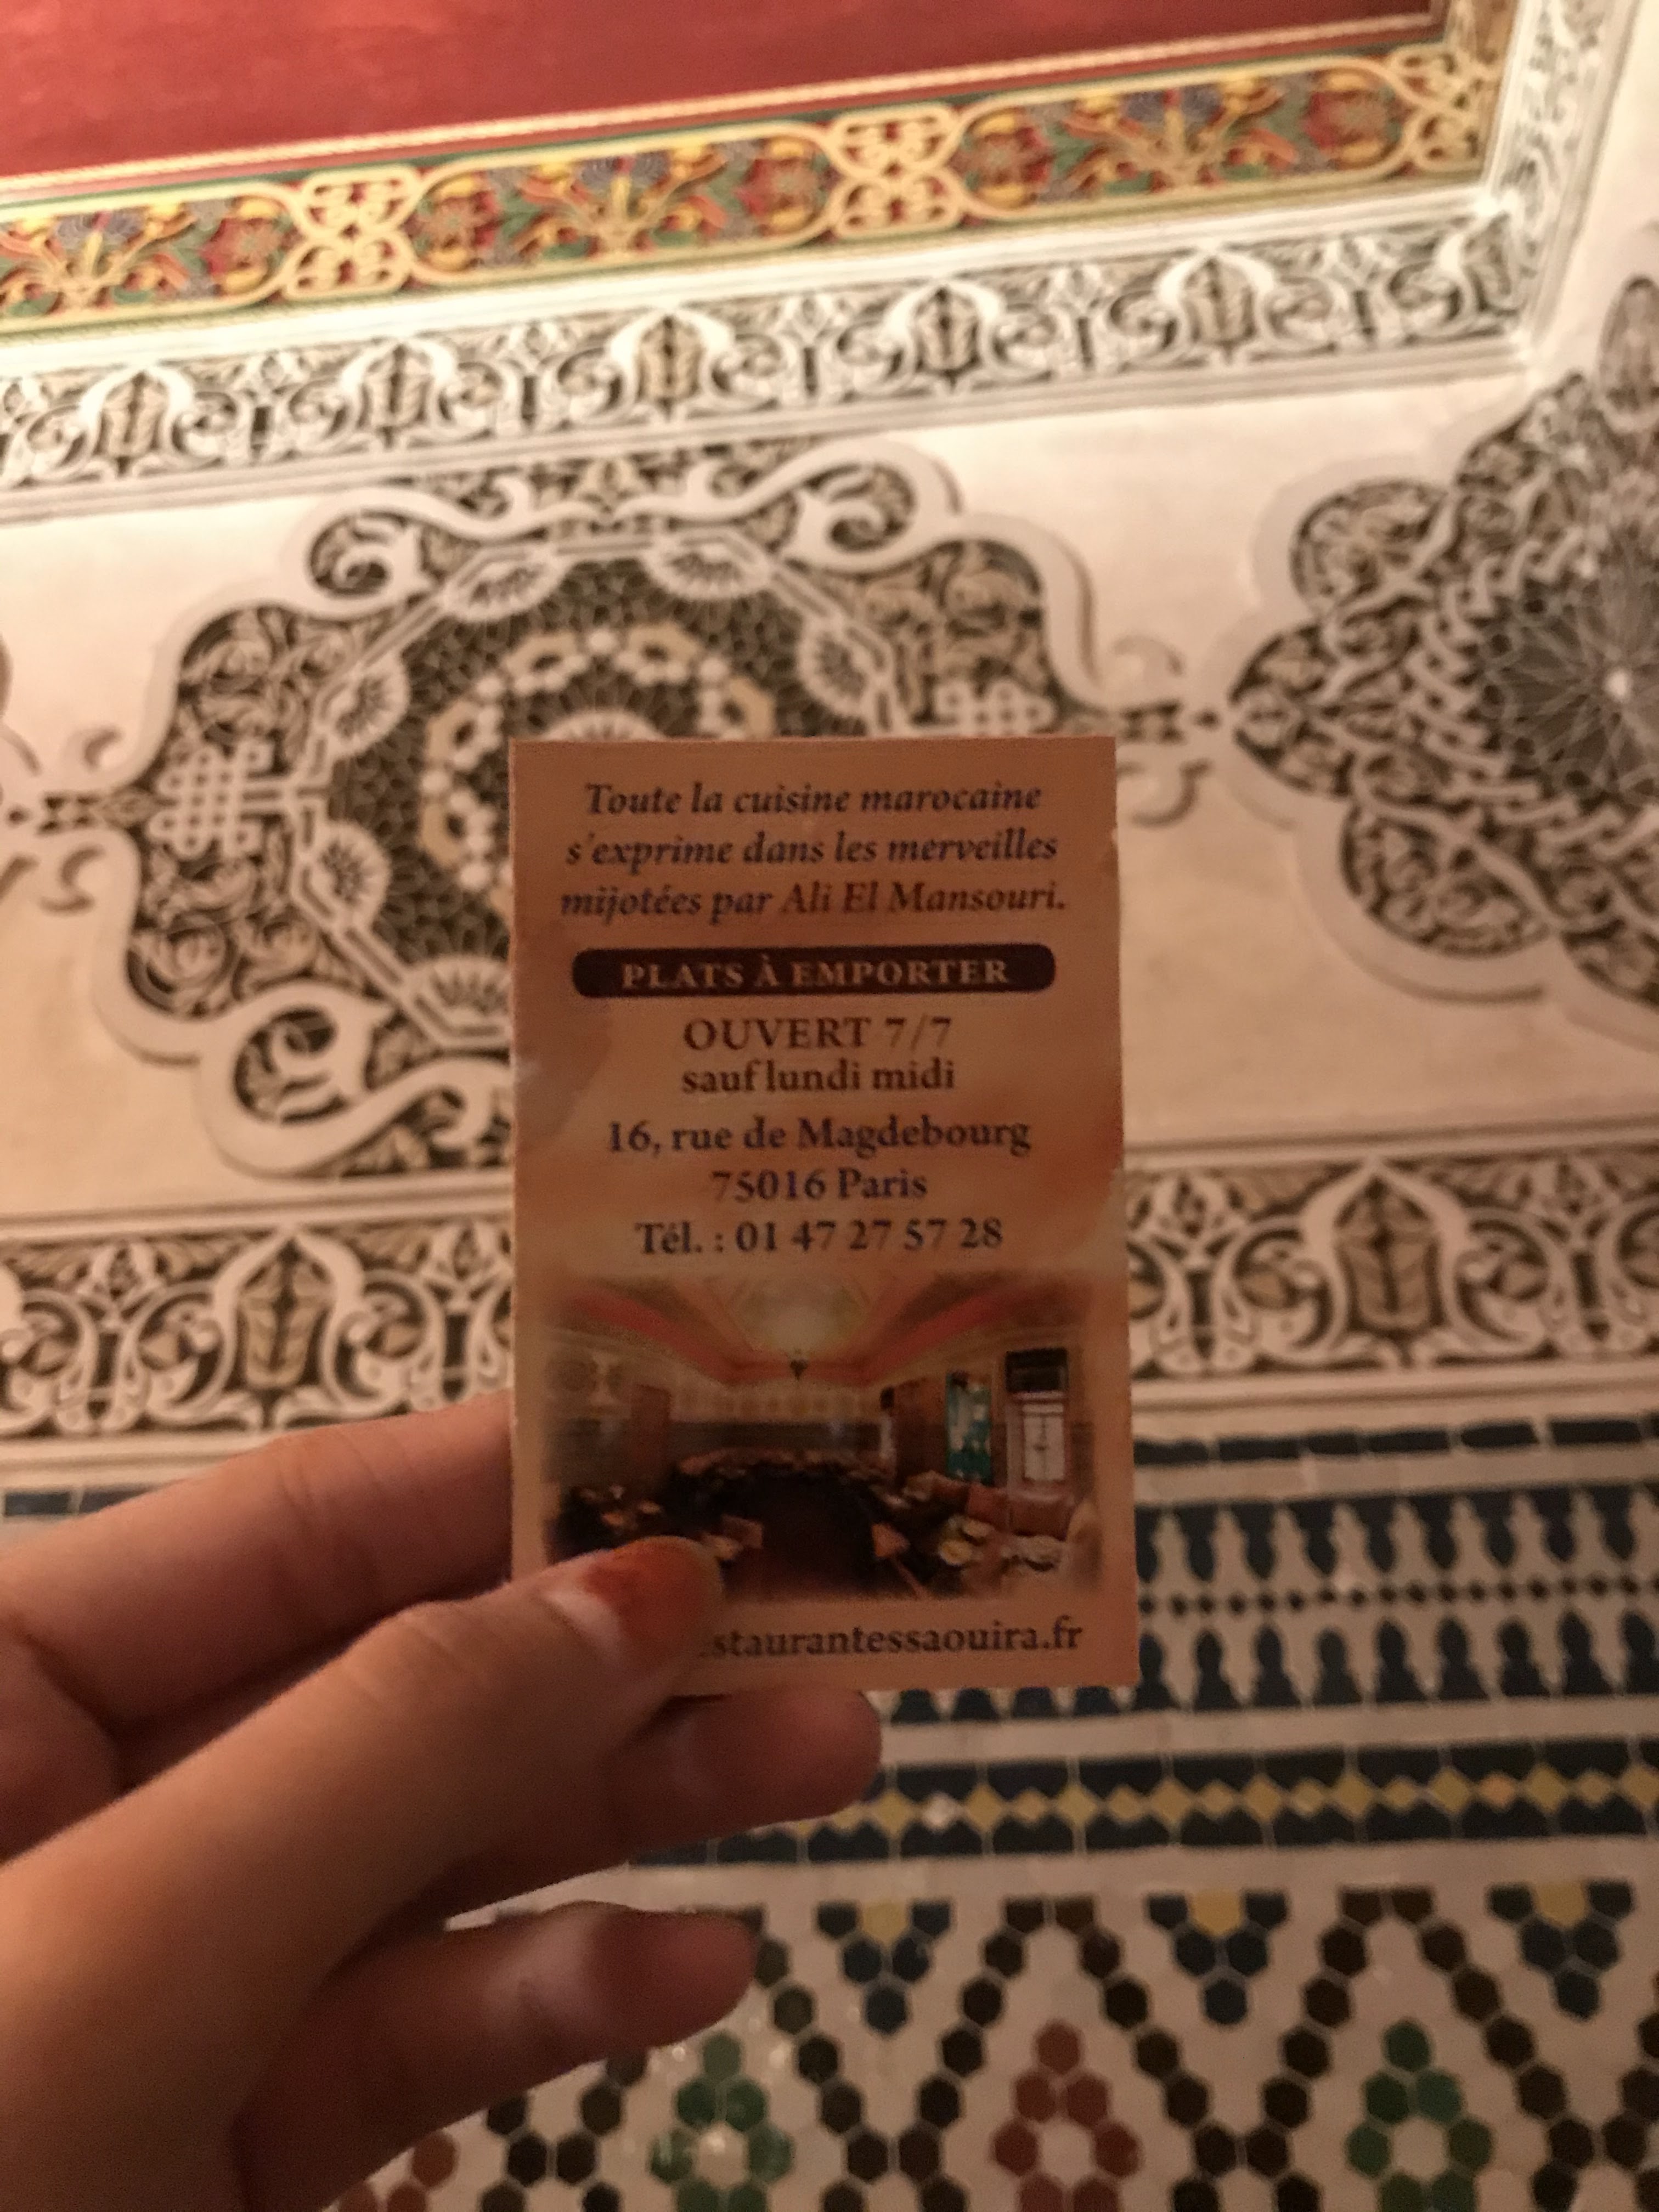 Toute la cuisine marocaine
s'exprime dans les merveilles
mijotées par Ali El Mansouri.
PLATS À EMPORTER
OUVERT 7/7
sauf lundi midi
16, rue de Magdebourg
75016 Paris
Tél. : 01 47 27 57 28
staurantessaouira.fr